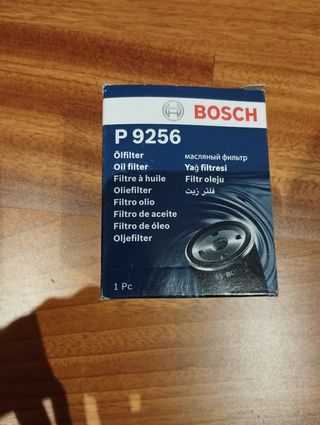 BOSCH
P 9256
Ölfilter
Oil filter
Filtre à huile
Oliefilter
Filtro olio
Filtro de aceite
Filtro de óleo
Oljefilter
масляный фильтр
Yağ filtresi
Filtr oleju
فلتر زيت
1 Pc